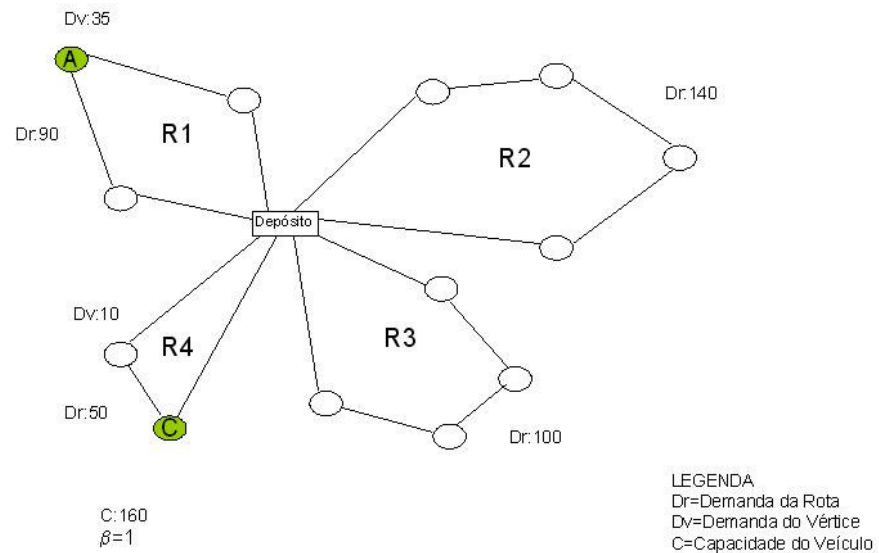 Dv:35
A
Dr:90
R1
Dr:140
R2
Depósito
Dv:10
R4
R3
Dr:50
C
Dr:100
C:160
β=1
LEGENDA
Dr=Demanda da Rota
Dv=Demanda do Vértice
C=Capacidade do Veículo